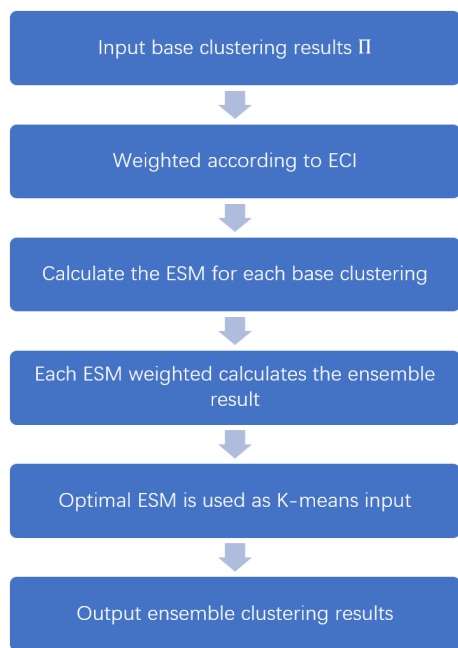 Input base clustering results Π
Weighted according to ECI
Calculate the ESM for each base clustering
Each ESM weighted calculates the ensemble
result
Optimal ESM is used as K-means input
Output ensemble clustering results